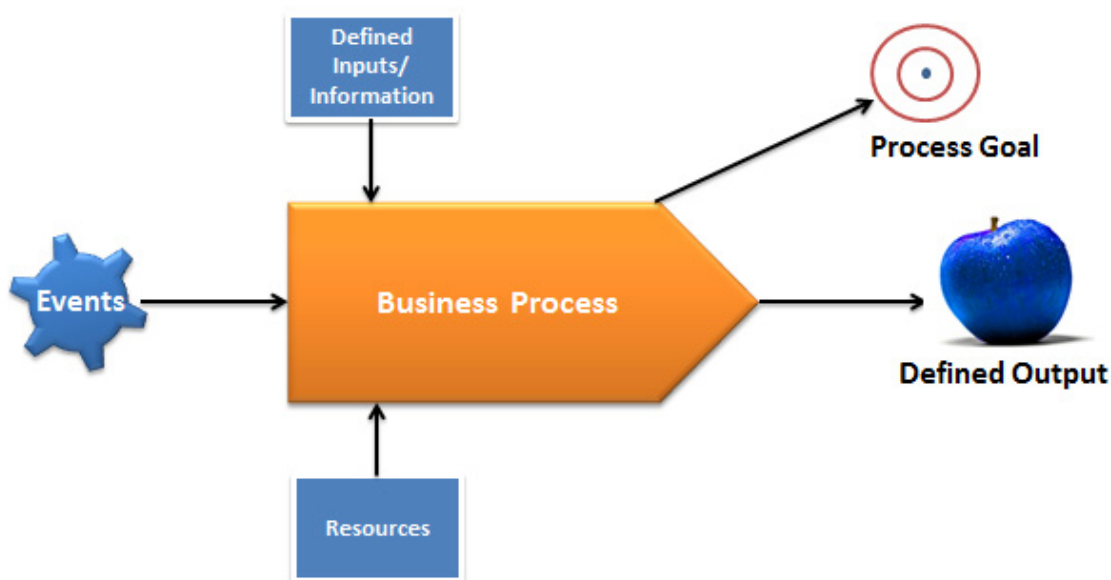 Defined
Inputs/
Information
Process Goal
Events
Business Process
Defined Output
Resources